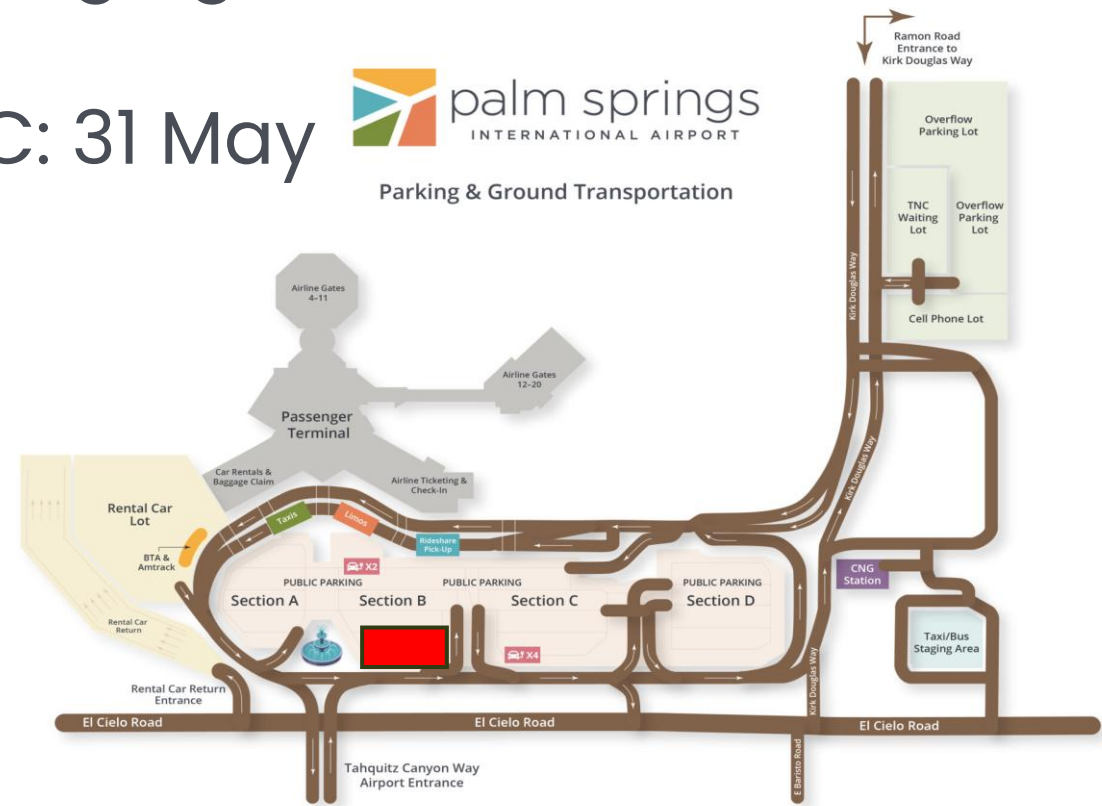 C: 31 May
palm springs
INTERNATIONAL AIRPORT
Parking & Ground Transportation
Ramon Road
Entrance to
Kirk Douglas Way
Overflow
Parking Lot
TNC
Waiting
Lot
Overflow
Parking
Lot
Cell Phone Lot
Kirk Douglas Way
Kirk Douglas Way
Kirk Douglas Way
Airline Gates
4–11
Airline Gates
12–20
Passenger
Terminal
Car Rentals &
Baggage Claim
Airline Ticketing &
Check-In
Rental Car
Lot
BTA &
Amtrack
Taxis
Limos
Rideshare
Pick-Up
X2
PUBLIC PARKING
Section A
Section B
PUBLIC PARKING
Section C
PUBLIC PARKING
Section D
X4
CNG
Station
Taxi/Bus
Staging Area
Rental Car
Return
Rental Car Return
Entrance
El Cielo Road
El Cielo Road
El Cielo Road
E Baristo Road
Tahquitz Canyon Way
Airport Entrance